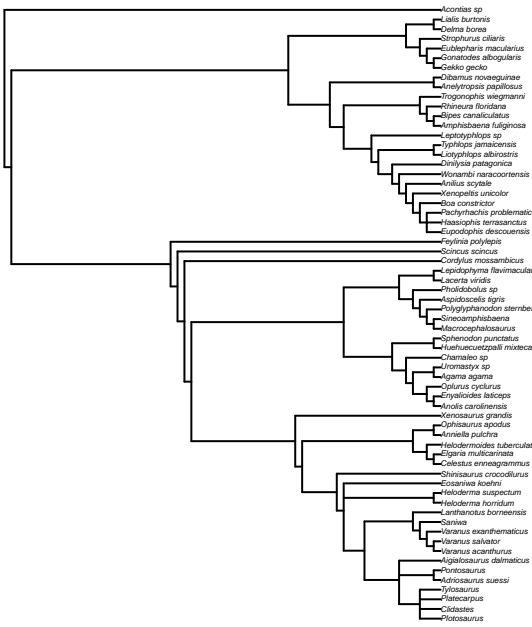 Acontias sp
Lialis burtonis
Delma borea
Strophurus ciliaris
Eublepharis macularius
Gonatodes albogularis
Gekko gecko
Dibamus novaeguinae
Anelytropsis papillosus
Trogonophis wiegmanni
Rhineura floridana
Bipes canaliculatus
Amphisbaena fuliginosa
Leptotyphlops sp
Typhlops jamaicensis
Liotyphlops albirostris
Dinilysia patagonica
Wonambi naracoortensis
Anilius scytale
Xenopeltis unicolor
Boa constrictor
Pachyrhachis problematic
Haasiophis terrasanctus
Eupodophis descouensis
Feylinia polylepis
Scincus scincus
Cordylus mossambicus
Lepidophyma flavimaculat
Lacerta viridis
Pholidobolus sp
Aspidoscelis tigris
Polyglyphanodon sternbe
Sineoamphisbaena
Macrocephalosaurus
Sphenodon punctatus
Huehuecuetzpalli mixteca
Chamaleo sp
Uromastyx sp
Agama agama
Oplurus cyclurus
Enyalioides laticeps
Anolis carolinensis
Xenosaurus grandis
Ophisaurus apodus
Anniella pulchra
Helodermoides tuberculat
Elgaria multicarinata
Celestus enneagrammus
Shinisaurus crocodilurus
Eosaniwa koehni
Heloderma suspectum
Heloderma horridum
Lanthanotus borneensis
Saniwa
Varanus exanthematicus
Varanus salvator
Varanus acanthurus
Aigialosaurus dalmaticus
Pontosaurus
Adriosaurus suessi
Tylosaurus
Platecarpus
Clidastes
Plotosaurus